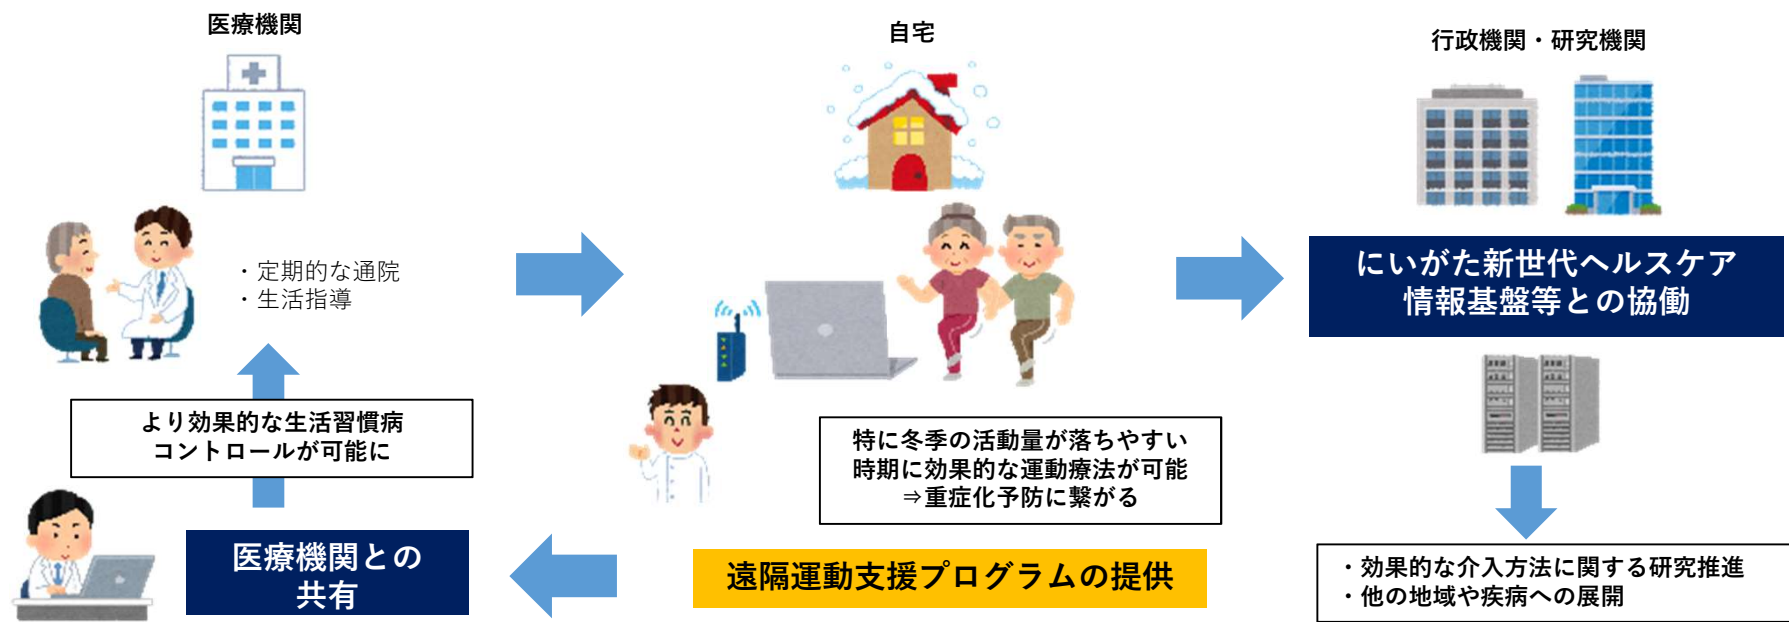 医療機関
・定期的な通院
・生活指導
より効果的な生活習慣病
コントロールが可能に
医療機関との
共有
自宅
特に冬季の活動量が落ちやすい
時期に効果的な運動療法が可能
⇒重症化予防に繋がる
遠隔運動支援プログラムの提供
行政機関・研究機関
にいがた新世代ヘルスケア
情報基盤等との協働
・効果的な介入方法に関する研究推進
・他の地域や疾病への展開